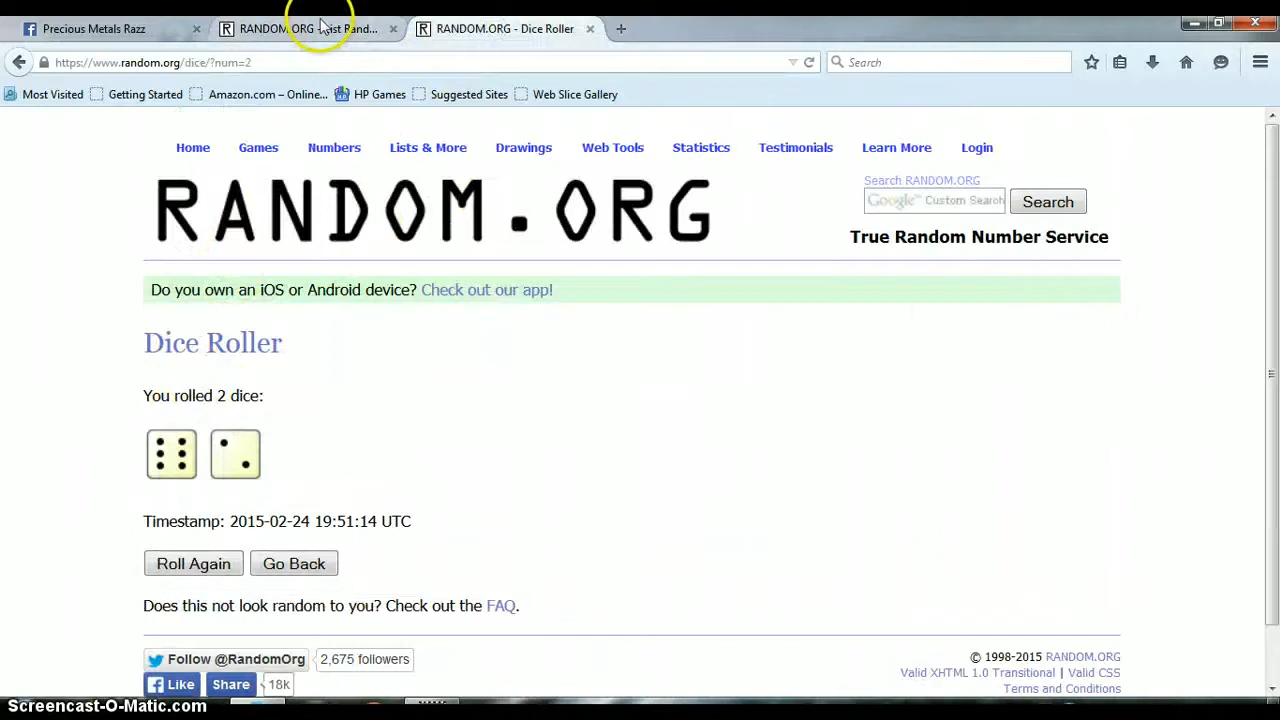 Precious Metals Razz
RANDOM.ORG - List Rand...
RANDOM.ORG - Dice Roller
https://www.random.org/dice/?num=2
Search
Most Visited Getting Started Amazon.com – Online... HP Games Suggested Sites Web Slice Gallery
Home Games Numbers Lists & More Drawings Web Tools Statistics Testimonials Learn More Login
RANDOM.ORG
Search RANDOM.ORG
Google™ Custom Search Search
True Random Number Service
Do you own an iOS or Android device? Check out our app!
Dice Roller
You rolled 2 dice:
Timestamp: 2015-02-24 19:51:14 UTC
Roll Again Go Back
Does this not look random to you? Check out the FAQ.
Follow @RandomOrg 2,675 followers
Like Share 18k
© 1998-2015 RANDOM.ORG
Valid XHTML 1.0 Transitional | Valid CSS
Terms and Conditions
Screencast-O-Matic.com